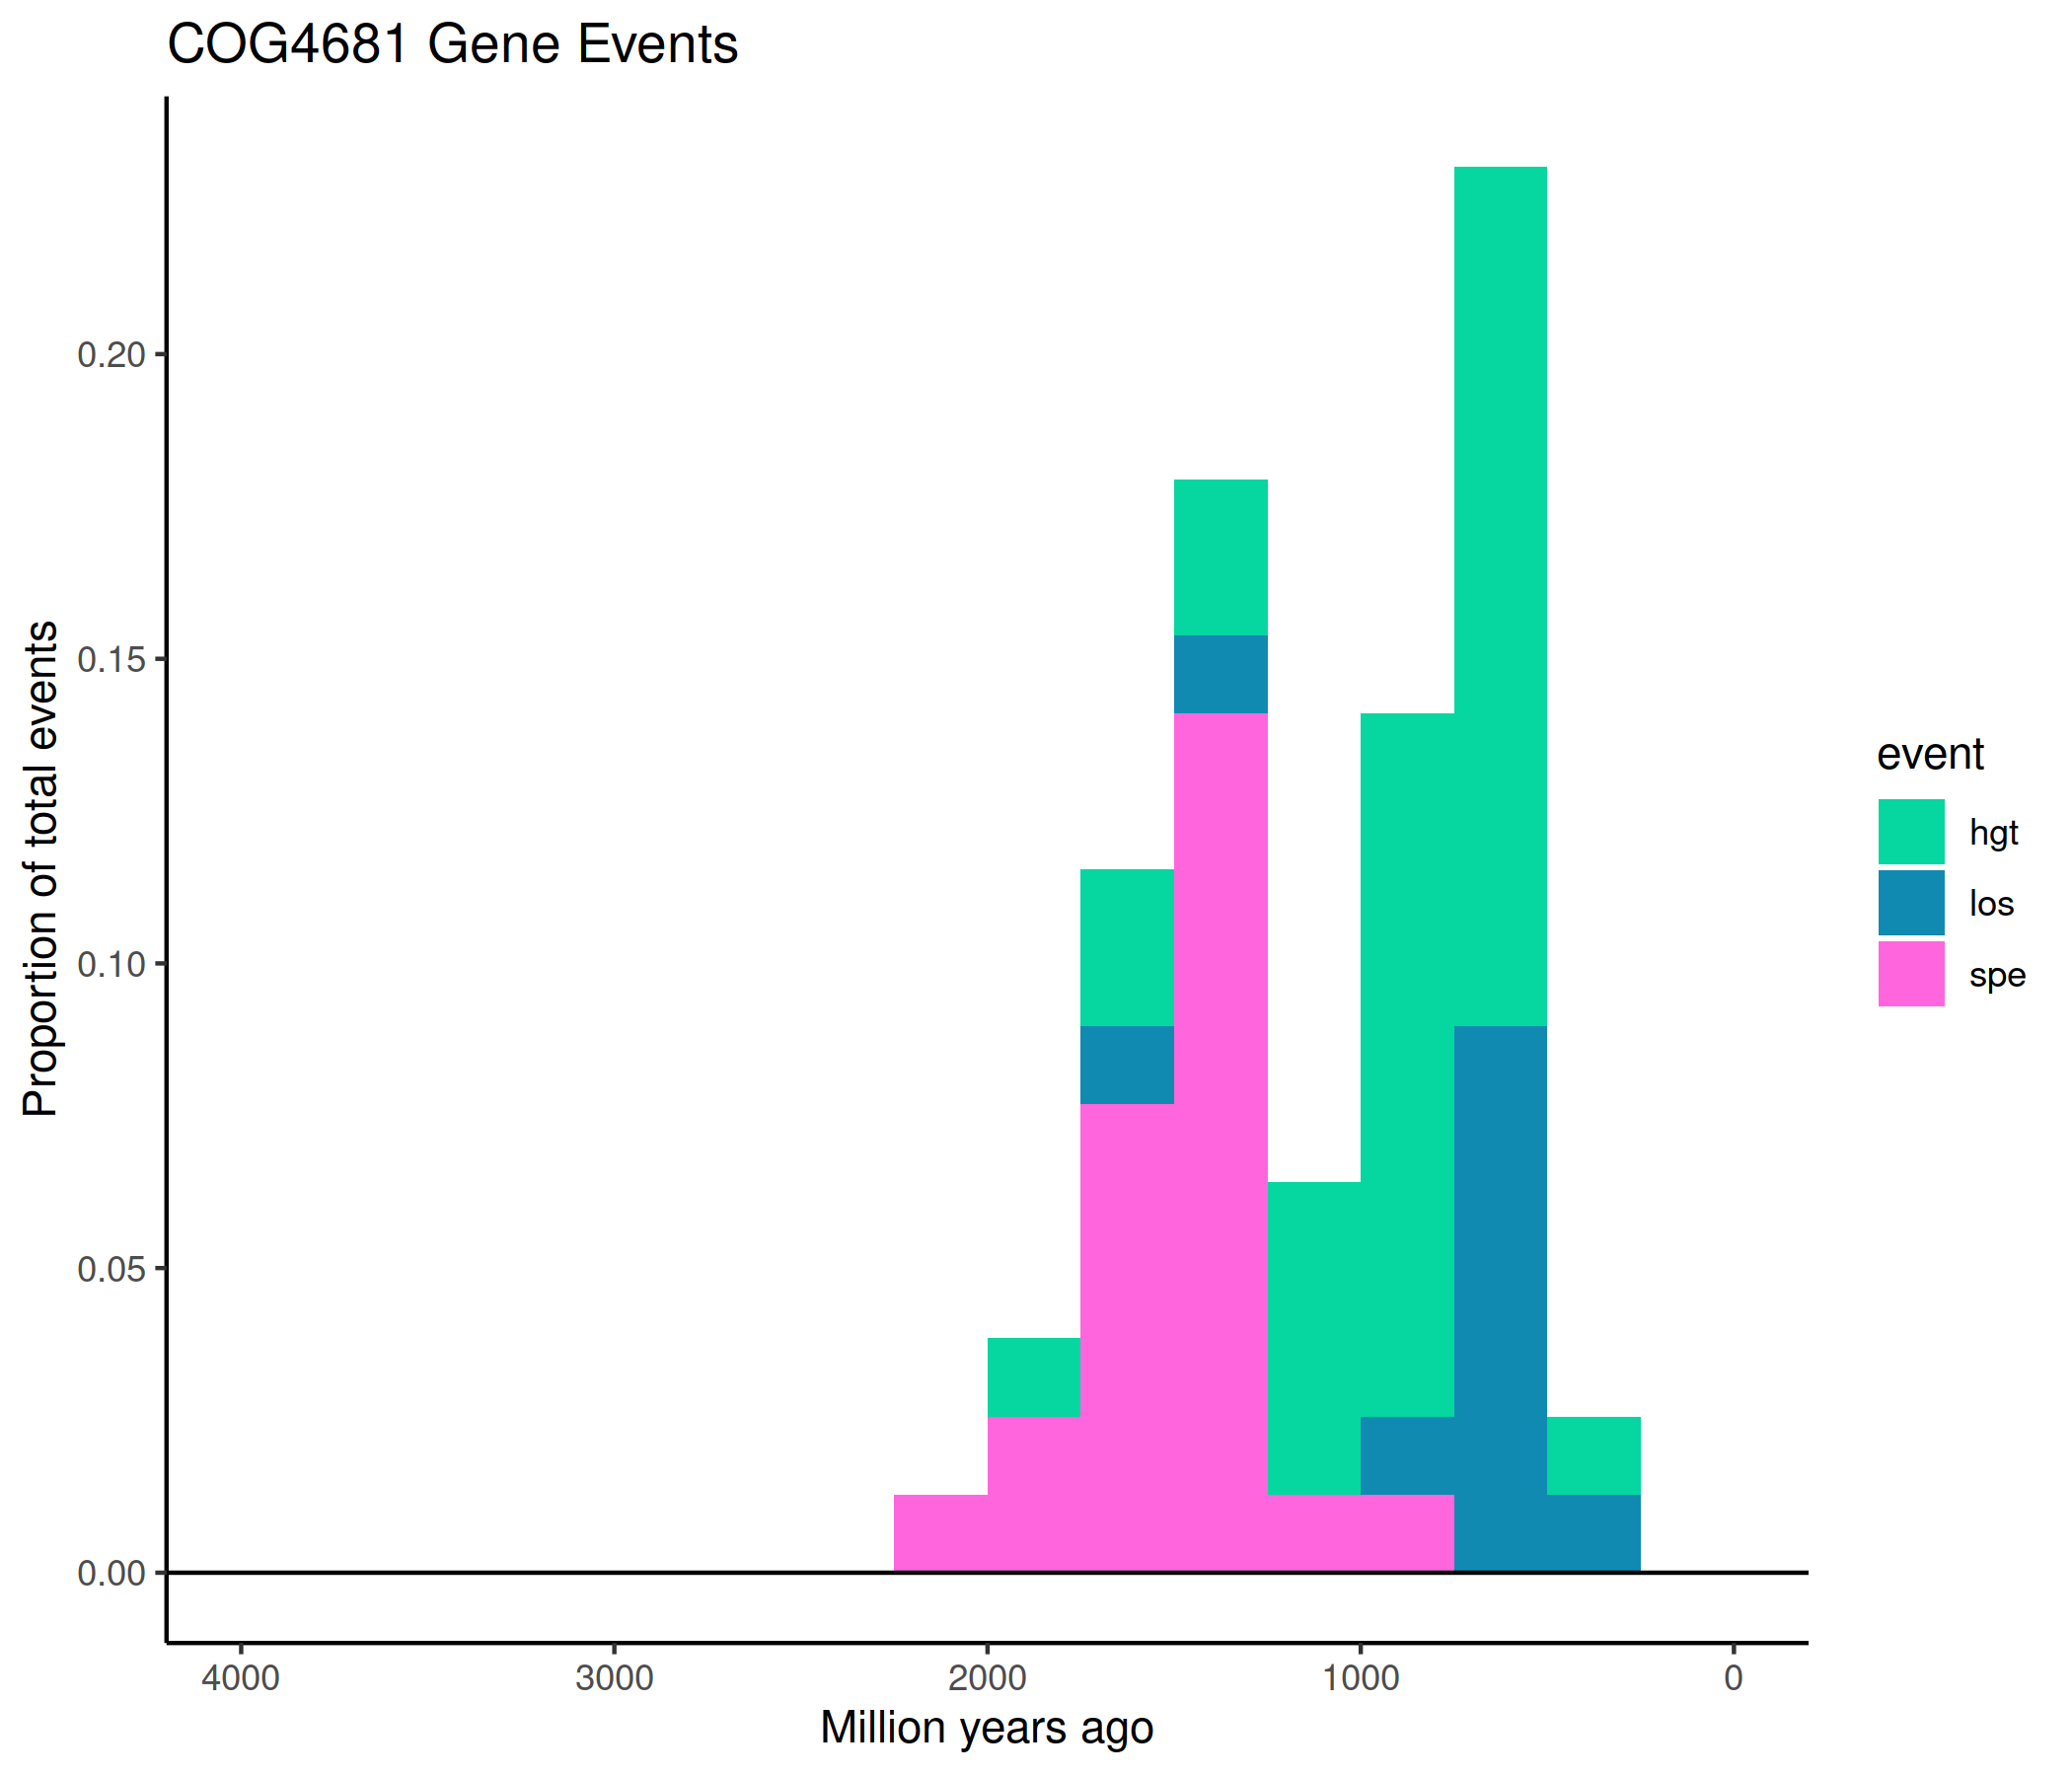 COG4681 Gene Events
Proportion of total events
0.20
0.15
0.10
0.05
0.00
4000 3000 2000 1000 0
Million years ago
event
hgt
los
spe